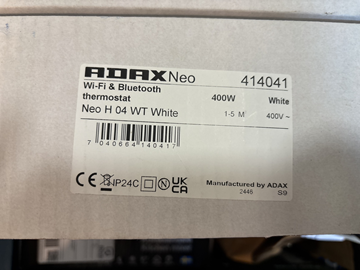 ADAX Neo 414041
Wi-Fi & Bluetooth
thermostat 400W White
Neo H 04 WT White 1-5 M 400V ~
7 040664 140417
CE IP24C N UK CA
Manufactured by ADAX
2446 S9